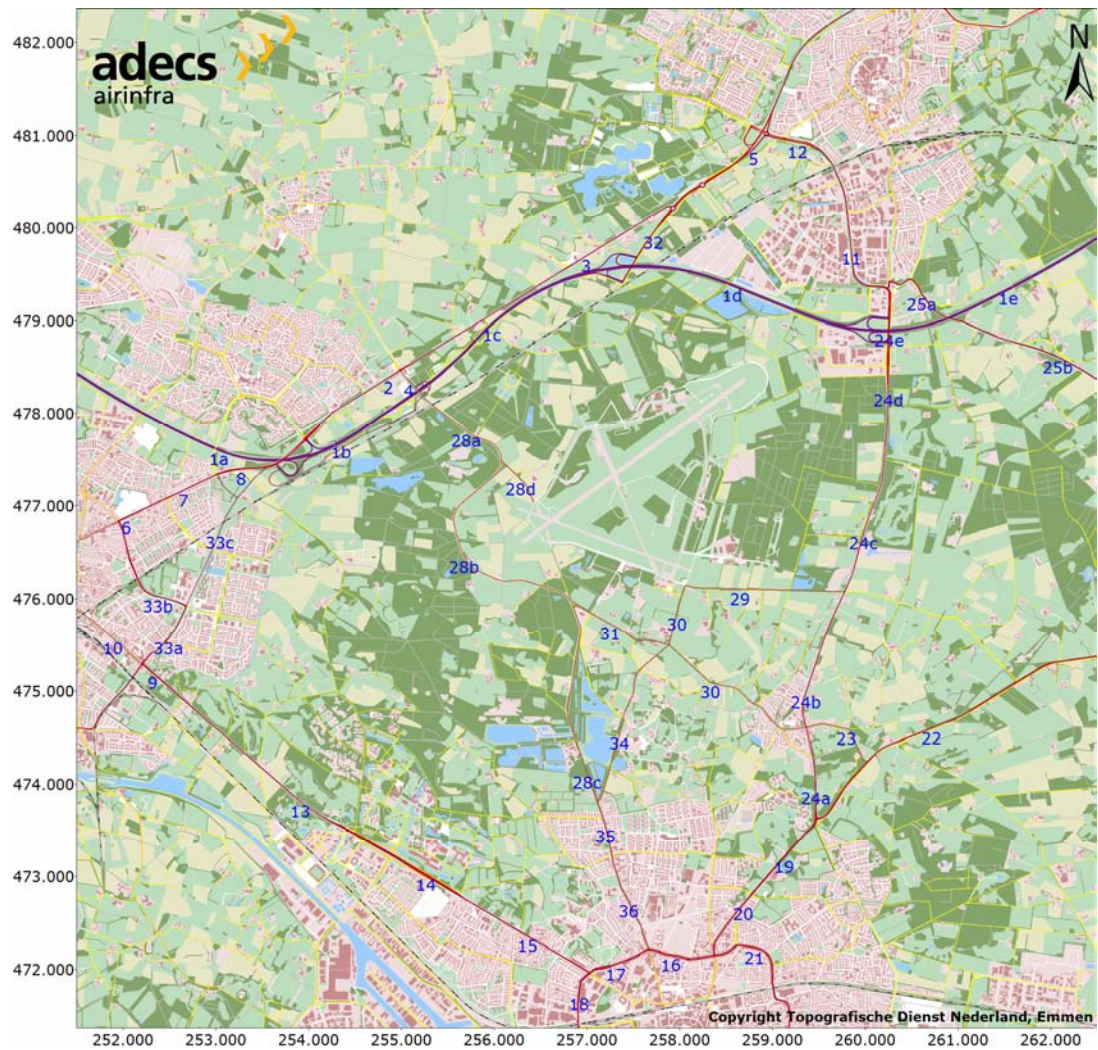 482.000
adecs
airinfra
N
481.000
5
12
480.000
32
3
11
1d
25a
1e
479.000
1c
24e
25b
2
4
24d
478.000
28a
1a
1b
8
28d
477.000
7
6
33c
24c
28b
476.000
33b
29
31
30
10
33a
9
475.000
30
24b
34
23
22
474.000
28c
24a
13
35
473.000
14
19
36
20
15
472.000
17
16
21
18
Copyright Topografische Dienst Nederland, Emmen
252.000 253.000 254.000 255.000 256.000 257.000 258.000 259.000 260.000 261.000 262.000